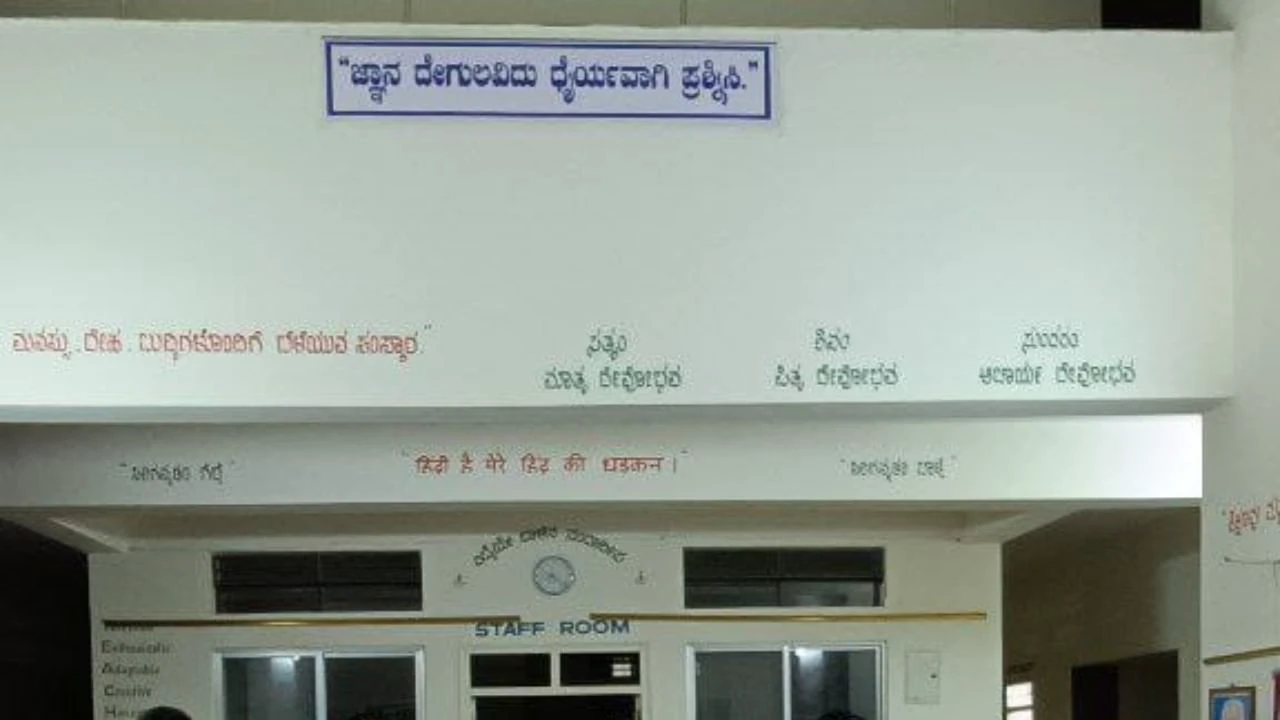 “ಜ್ಞಾನ ದೇಗುಲವಿದು ಧೈರ್ಯವಾಗಿ ಪ್ರಶ್ನಿಸಿ.”
ಮನಸ್ಸು . ದೇಹ . ಬುದ್ಧಿಗಳೊಂದಿಗೆ ಬೆಳೆಯುವ ಸಂಸ್ಕಾರ.”
ಸತ್ಯಂ ಶಿವಂ ಸುಂದರಂ
ಮಾತೃ ದೇವೋಭವ ಪಿತೃ ದೇವೋಭವ ಆಚಾರ್ಯ ದೇವೋಭವ
“हिंदी है मेरे हिंद की धड़कन।”
STAFF ROOM
Enthusiastic
Adaptable
Creative